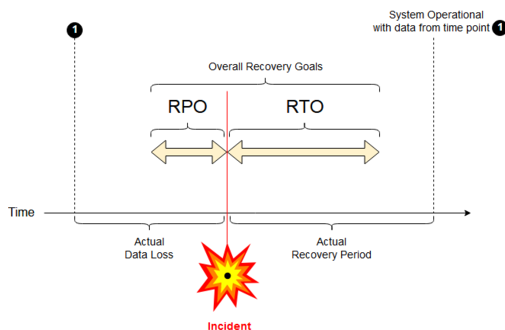 System Operational
with data from time point 1
1
Overall Recovery Goals
RPO
RTO
Time
Actual
Data Loss
Actual
Recovery Period
Incident